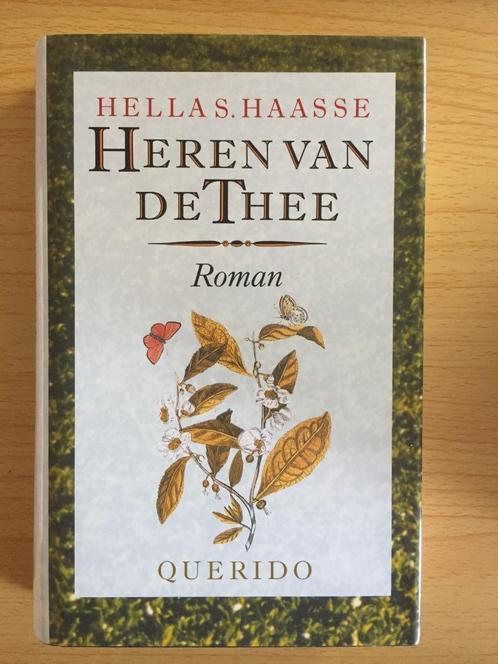 HELLA S. HAASSE
HEREN VAN
DE THEE
Roman
QUERIDO